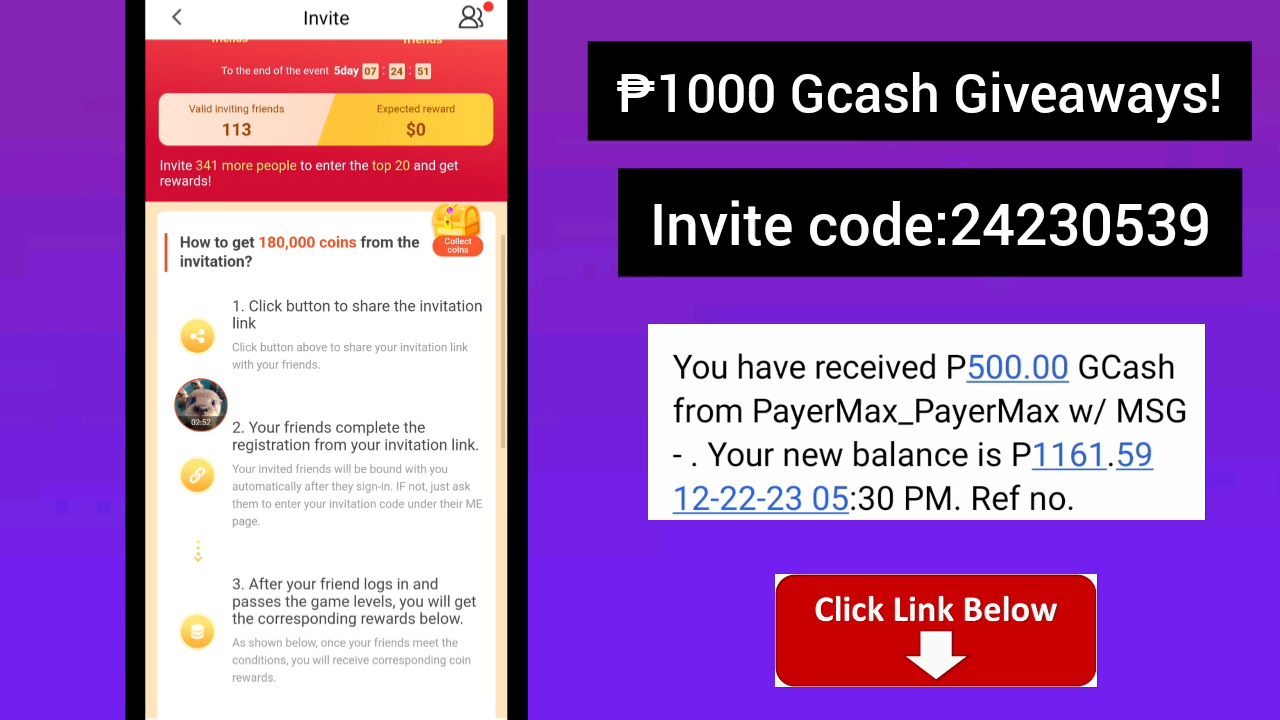 Invite
friends
friends
To the end of the event 5day 07 : 24 : 51
Valid inviting friends
113
Expected reward
$0
Invite 341 more people to enter the top 20 and get
rewards!
How to get 180,000 coins from the
invitation?
Collect
coins
1. Click button to share the invitation
link
Click button above to share your invitation link
with your friends.
02:52
2. Your friends complete the
registration from your invitation link.
Your invited friends will be bound with you
automatically after they sign-in. IF not, just ask
them to enter your invitation code under their ME
page.
3. After your friend logs in and
passes the game levels, you will get
the corresponding rewards below.
As shown below, once your friends meet the
conditions, you will receive corresponding coin
rewards.
₱1000 Gcash Giveaways!
Invite code:24230539
You have received P500.00 GCash
from PayerMax_PayerMax w/ MSG
- . Your new balance is P1161.59
12-22-23 05:30 PM. Ref no.
Click Link Below